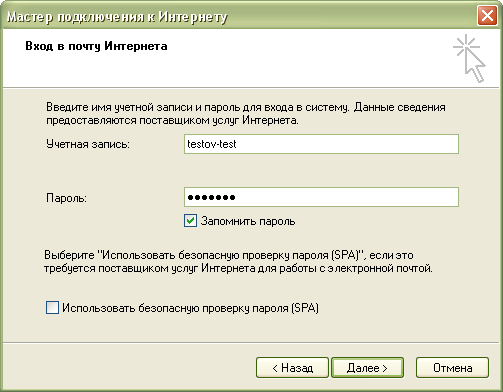 Мастер подключения к Интернету
Вход в почту Интернета
Введите имя учетной записи и пароль для входа в систему. Данные сведения
предоставляются поставщиком услуг Интернета.
Учетная запись: testov-test
Пароль: •••••••
Запомнить пароль
Выберите "Использовать безопасную проверку пароля (SPA)", если это
требуется поставщиком услуг Интернета для работы с электронной почтой.
Использовать безопасную проверку пароля (SPA)
< Назад Далее > Отмена